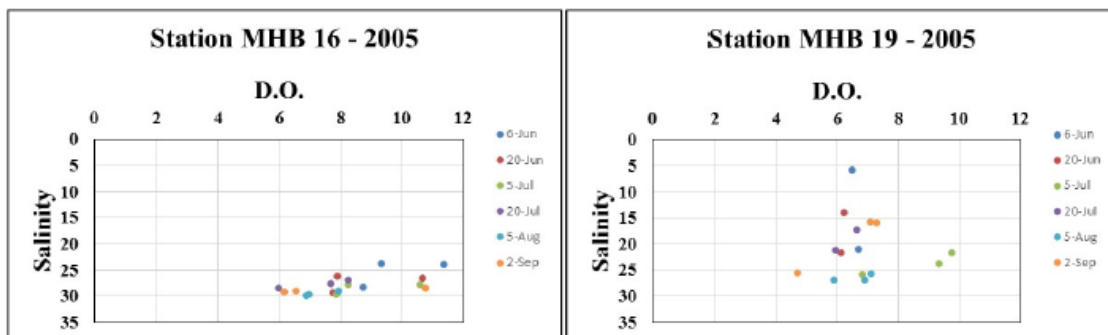 Station MHB 16 - 2005
D.O.
0 2 4 6 8 10 12
0
5
10
15
20
25
30
35
Salinity
6-Jun
20-Jun
5-Jul
20-Jul
5-Aug
2-Sep
Station MHB 19 - 2005
D.O.
0 2 4 6 8 10 12
0
5
10
15
20
25
30
35
Salinity
6-Jun
20-Jun
5-Jul
20-Jul
5-Aug
2-Sep